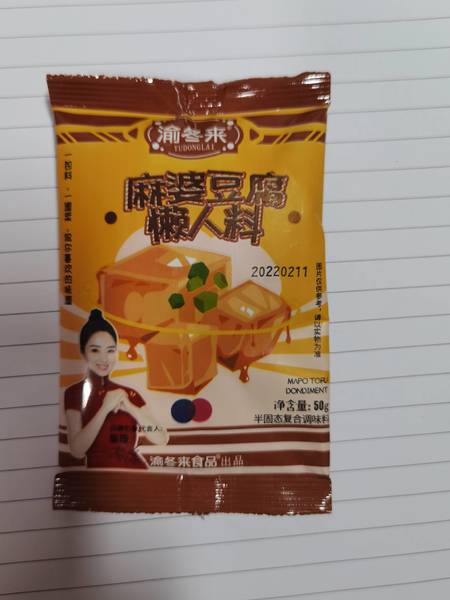 渝冬来
YUDONGLAI
麻婆豆腐
懒人料
20220211
图片仅供参考，请以实物为准
MAPO TOFU
DONDIMENT
净含量：50g
半固态复合调味料
渝冬来食品®出品